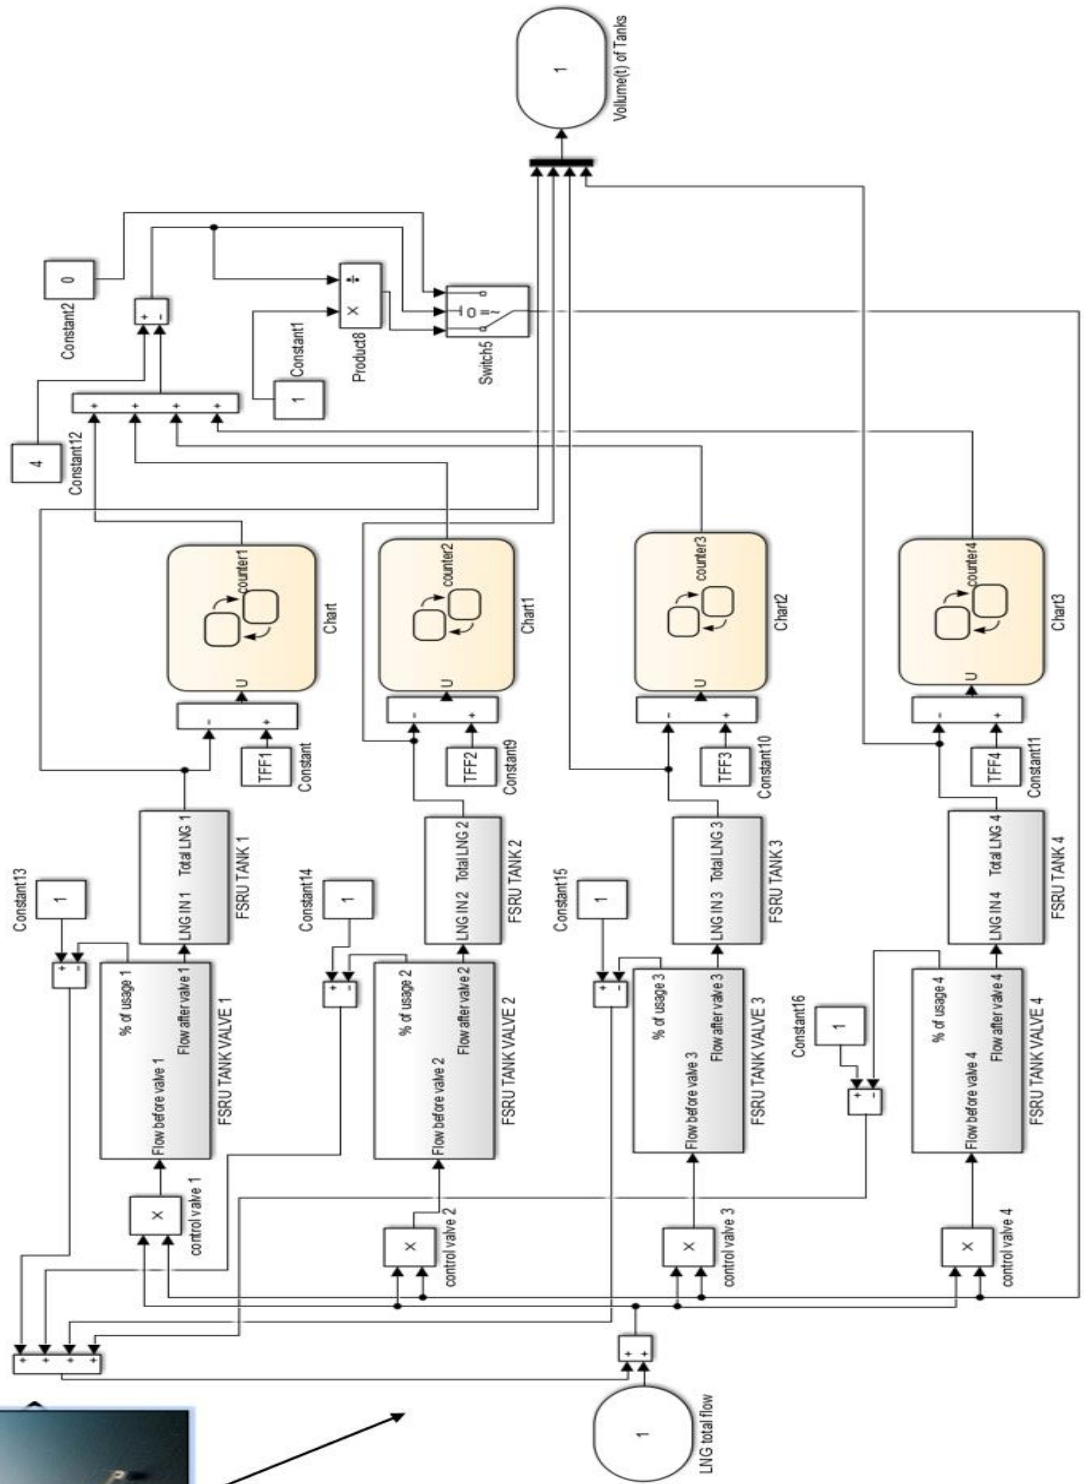 1
LNG total flow
+
+
+
+
+
+
X
control valve 1
X
control valve 2
X
control valve 3
X
control valve 4
Constant13
1
+
-
Flow before valve 1
% of usage 1
Flow after valve 1
FSRU TANK VALVE 1
LNG IN 1 Total LNG 1
FSRU TANK 1
TFF1
Constant
-
+
U
counter1
Chart
Constant14
1
+
-
Flow before valve 2
% of usage 2
Flow after valve 2
FSRU TANK VALVE 2
LNG IN 2 Total LNG 2
FSRU TANK 2
TFF2
Constant9
-
+
U
counter2
Chart1
Constant15
1
+
-
Flow before valve 3
% of usage 3
Flow after valve 3
FSRU TANK VALVE 3
LNG IN 3 Total LNG 3
FSRU TANK 3
TFF3
Constant10
-
+
U
counter3
Chart2
Constant16
1
+
-
Flow before valve 4
% of usage 4
Flow after valve 4
FSRU TANK VALVE 4
LNG IN 4 Total LNG 4
FSRU TANK 4
TFF4
Constant11
-
+
U
counter4
Chart3
4
Constant12
+
+
+
+
0
Constant2
+
-
1
Constant1
X ÷
Product8
~= 0
Switch5
1
Vollume(t) of Tanks